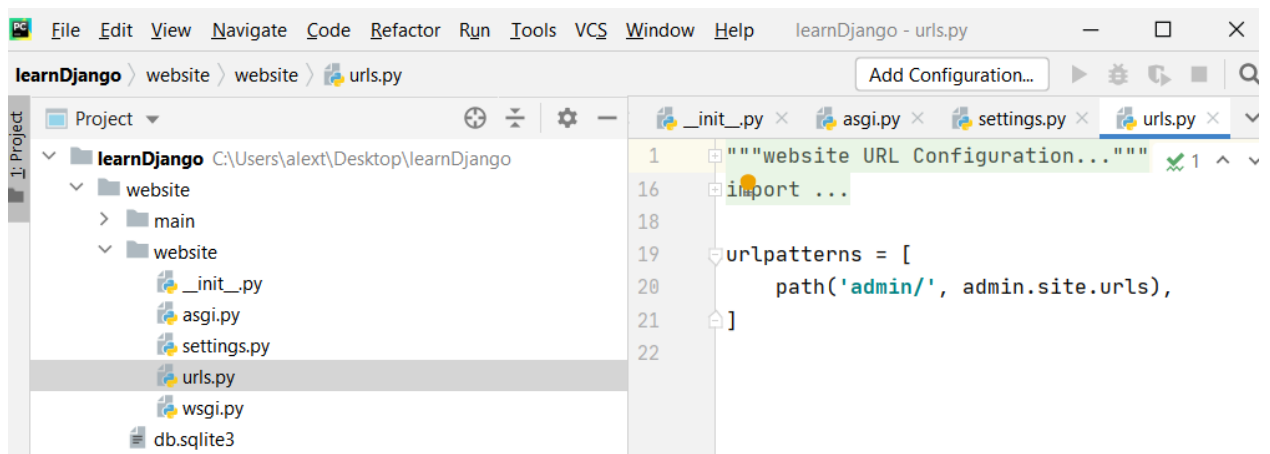 PC File Edit View Navigate Code Refactor Run Tools VCS Window Help learnDjango - urls.py
learnDjango website website urls.py Add Configuration...
1: Project
Project
__init__.py asgi.py settings.py urls.py
learnDjango C:\Users\alext\Desktop\learnDjango
website
main
website
__init__.py
asgi.py
settings.py
urls.py
wsgi.py
db.sqlite3
1 """website URL Configuration...""" 1
16 import ...
18
19 urlpatterns = [
20 path('admin/', admin.site.urls),
21 ]
22